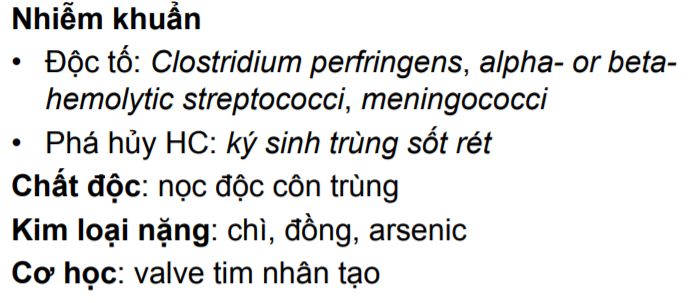 Nhiễm khuẩn
• Độc tố: Clostridium perfringens, alpha- or beta-
hemolytic streptococci, meningococci
• Phá hủy HC: ký sinh trùng sốt rét
Chất độc: nọc độc côn trùng
Kim loại nặng: chì, đồng, arsenic
Cơ học: valve tim nhân tạo